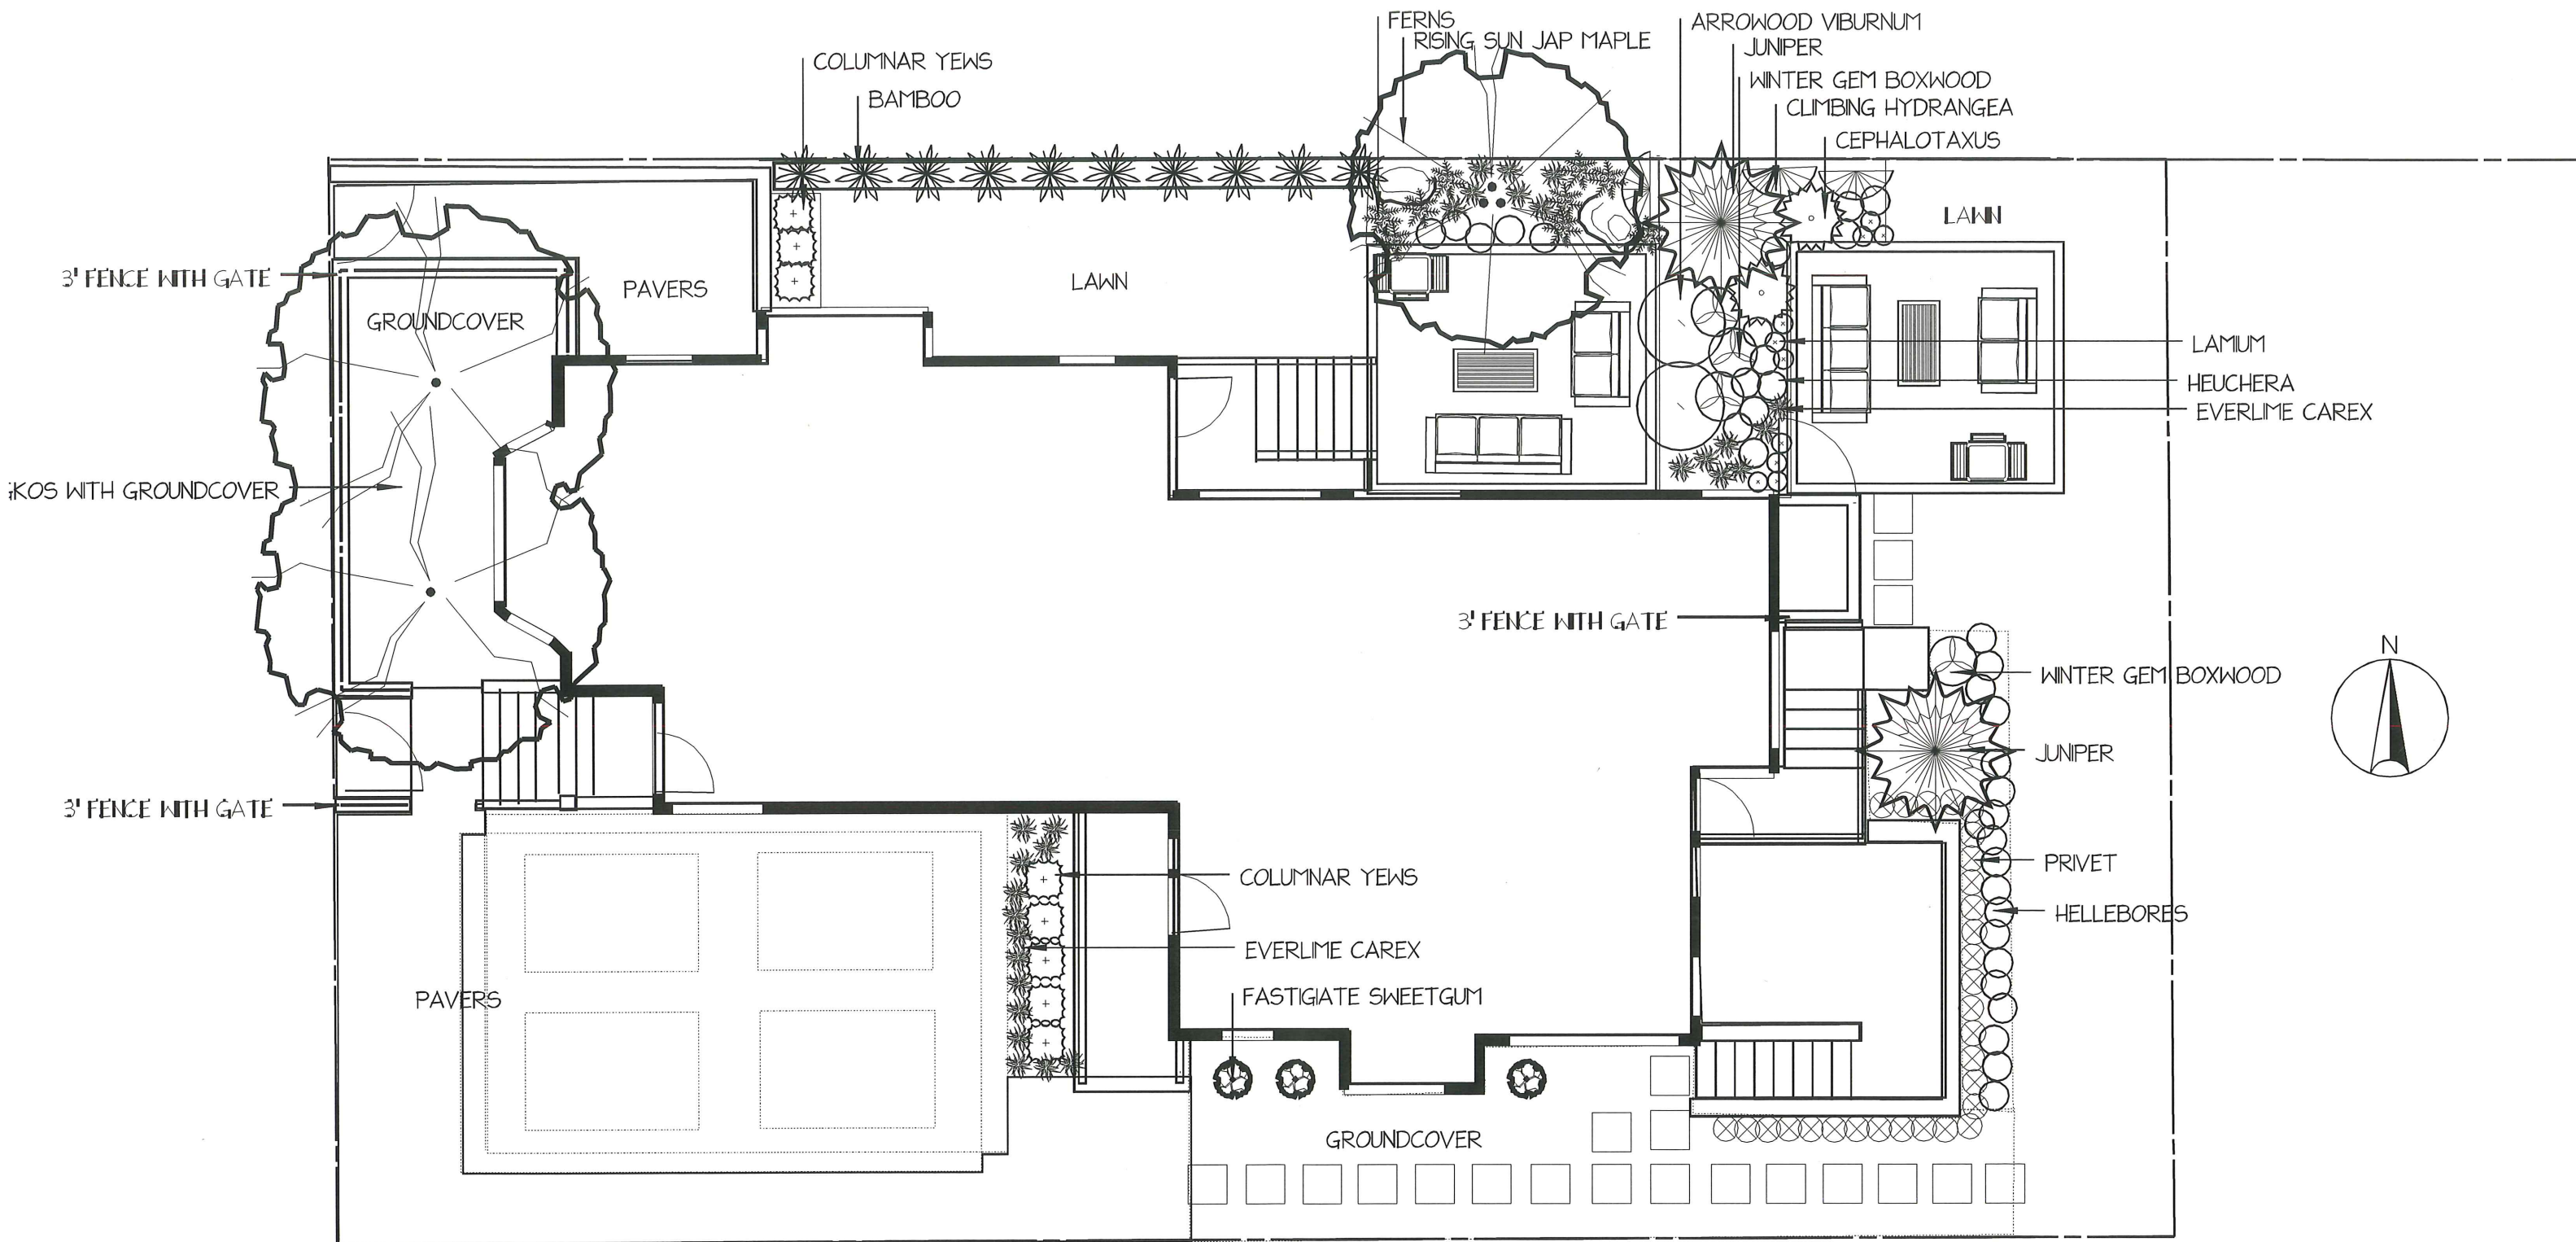 FERNS
RISING SUN JAP MAPLE
ARROWOOD VIBURNUM
JUNIPER
COLUMNAR YEWS
WINTER GEM BOXWOOD
BAMBOO
CLIMBING HYDRANGEA
CEPHALOTAXUS
LAWN
3' FENCE WITH GATE
PAVERS
LAWN
GROUNDCOVER
LAMIUM
HEUCHERA
EVERLIME CAREX
KOS WITH GROUNDCOVER
3' FENCE WITH GATE
N
WINTER GEM BOXWOOD
JUNIPER
3' FENCE WITH GATE
PRIVET
COLUMNAR YEWS
HELLEBORES
EVERLIME CAREX
PAVERS
FASTIGIATE SWEETGUM
GROUNDCOVER